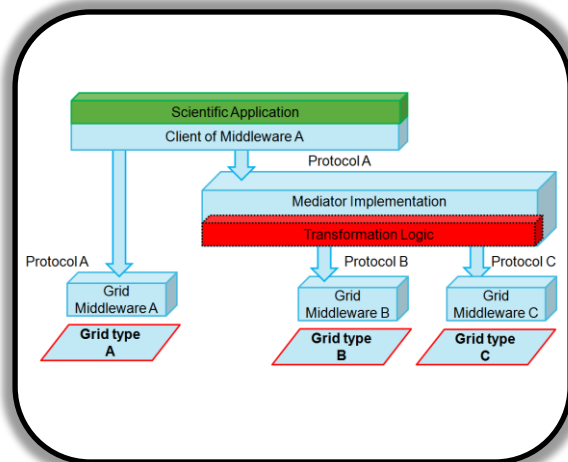 Scientific Application
Client of Middleware A
Protocol A
Mediator Implementation
Transformation Logic
Protocol A
Protocol B
Protocol C
Grid
Middleware A
Grid
Middleware B
Grid
Middleware C
Grid type
A
Grid type
B
Grid type
C